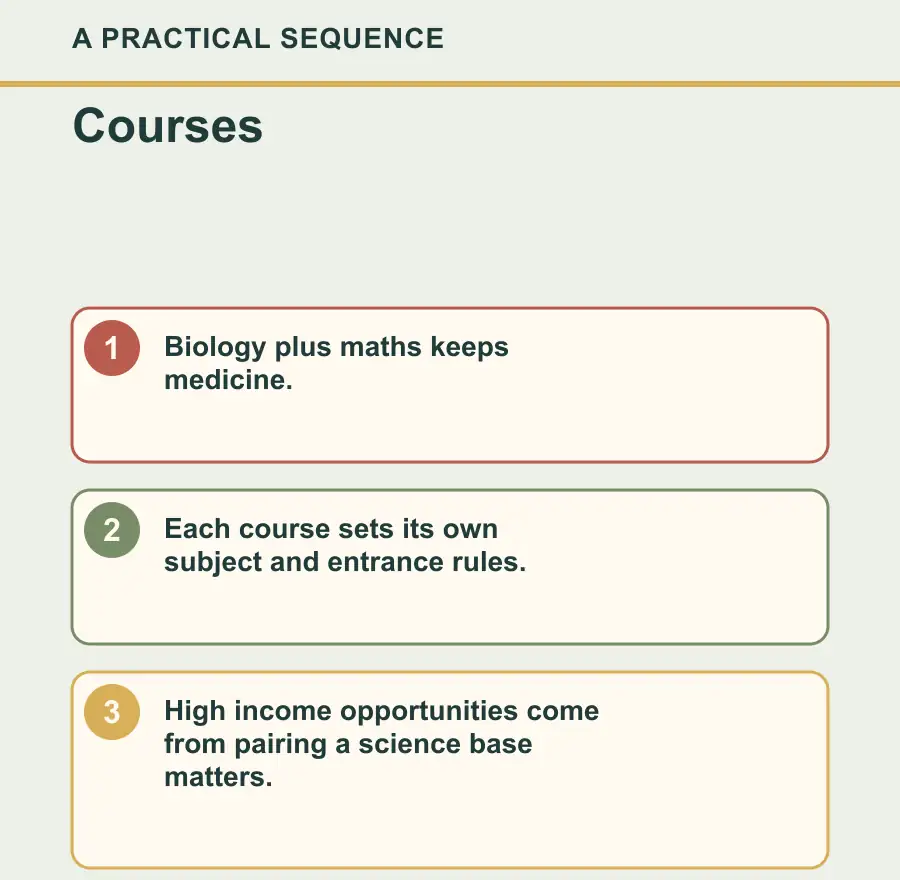 A PRACTICAL SEQUENCE
Courses
1
Biology plus maths keeps
medicine.
2
Each course sets its own
subject and entrance rules.
3
High income opportunities come
from pairing a science base
matters.